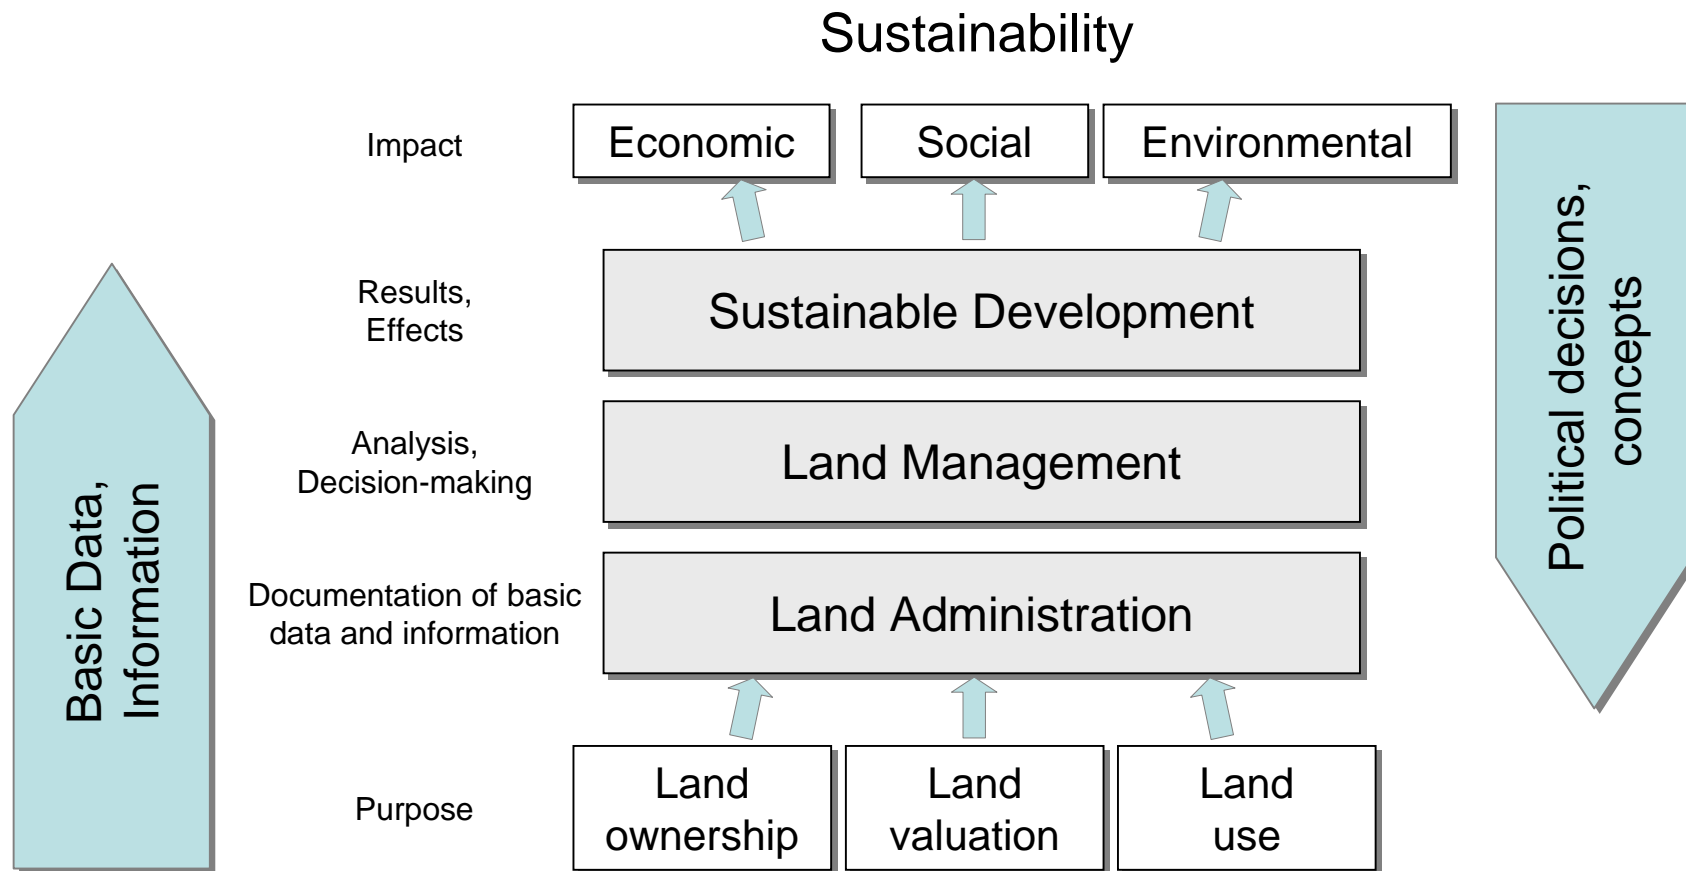 Sustainability
Impact
Economic
Social
Environmental
Results,
Effects
Sustainable Development
Analysis,
Decision-making
Land Management
Documentation of basic
data and information
Land Administration
Purpose
Land
ownership
Land
valuation
Land
use
Basic Data,
Information
Political decisions,
concepts